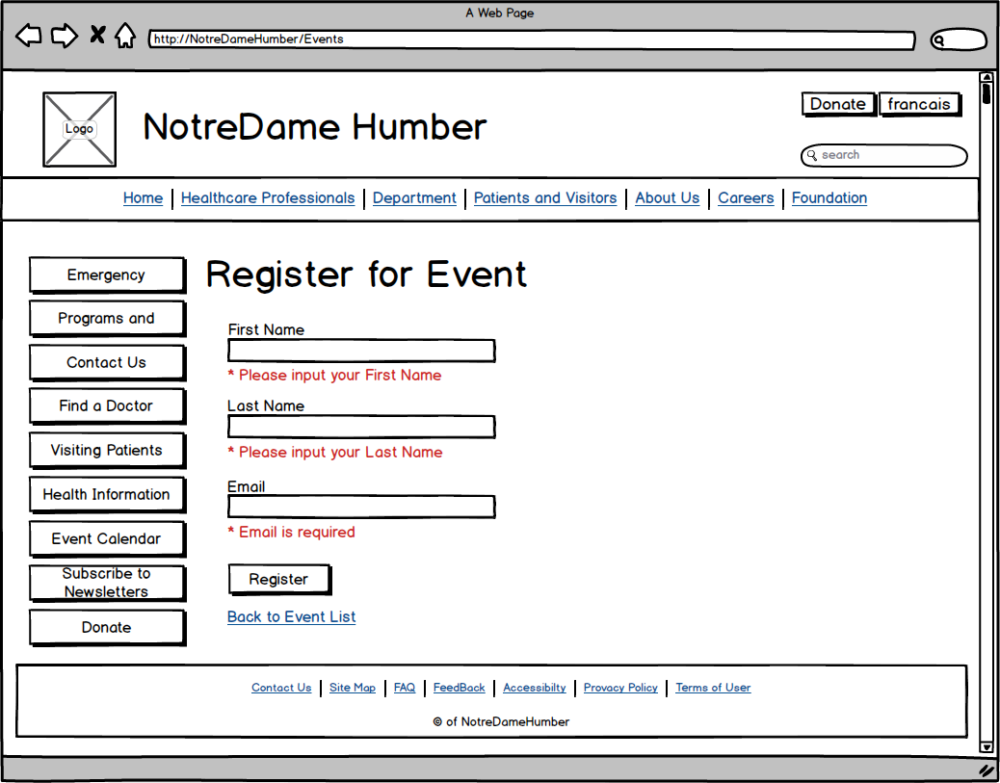 A Web Page
http://NotreDameHumber/Events
Logo
NotreDame Humber
Donate
francais
search
Home
Healthcare Professionals
Department
Patients and Visitors
About Us
Careers
Foundation
Emergency
Programs and
Contact Us
Find a Doctor
Visiting Patients
Health Information
Event Calendar
Subscribe to
Newsletters
Donate
Register for Event
First Name
* Please input your First Name
Last Name
* Please input your Last Name
Email
* Email is required
Register
Back to Event List
Contact Us
Site Map
FAQ
FeedBack
Accessibilty
Provacy Policy
Terms of User
© of NotreDameHumber